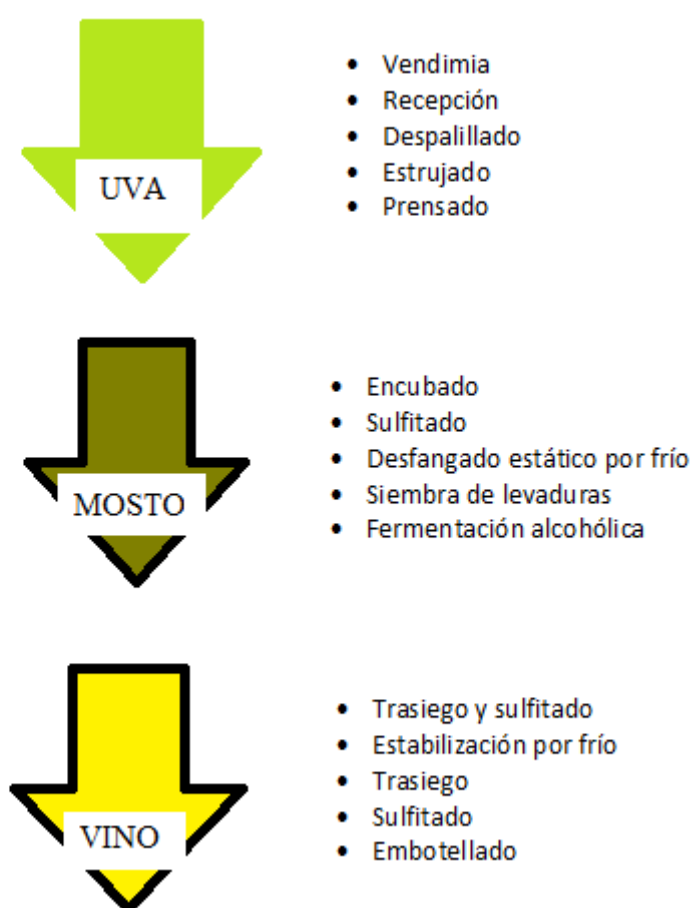 UVA
• Vendimia
• Recepción
• Despalillado
• Estrujado
• Prensado
MOSTO
• Encubado
• Sulfitado
• Desfangado estático por frío
• Siembra de levaduras
• Fermentación alcohólica
VINO
• Trasiego y sulfitado
• Estabilización por frío
• Trasiego
• Sulfitado
• Embotellado